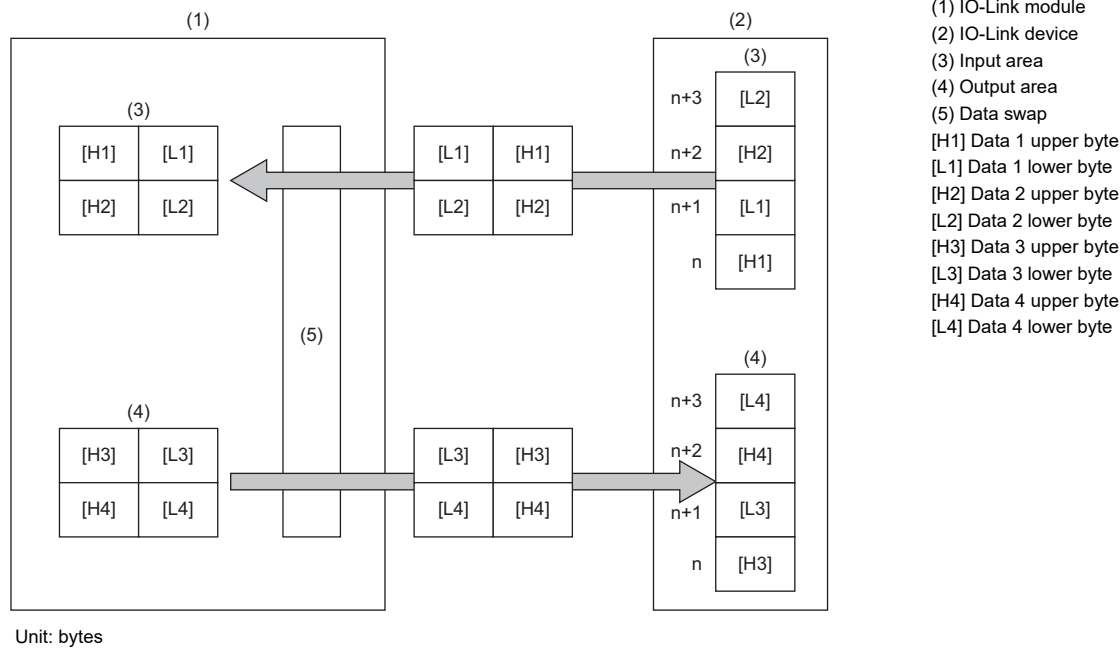 (1)
(2)
(1) IO-Link module
(2) IO-Link device
(3) Input area
(4) Output area
(5) Data swap
[H1] Data 1 upper byte
[L1] Data 1 lower byte
[H2] Data 2 upper byte
[L2] Data 2 lower byte
[H3] Data 3 upper byte
[L3] Data 3 lower byte
[H4] Data 4 upper byte
[L4] Data 4 lower byte
(3)
[H1] [L1]
[H2] [L2]
(5)
[L1] [H1]
[L2] [H2]
(3)
n+3 [L2]
n+2 [H2]
n+1 [L1]
n [H1]
(4)
[H3] [L3]
[H4] [L4]
[L3] [H3]
[L4] [H4]
(4)
n+3 [L4]
n+2 [H4]
n+1 [L3]
n [H3]
Unit: bytes